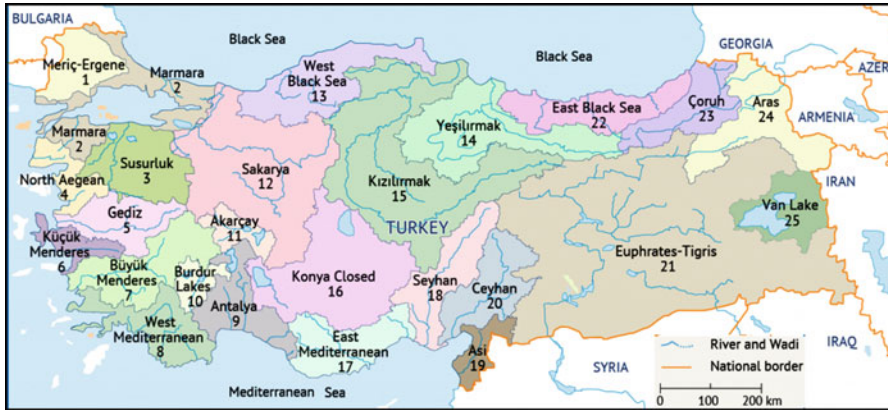 BULGARIA
Black Sea
Black Sea
GEORGIA
AZER
ARMENIA
IRAN
IRAQ
SYRIA
TURKEY
Mediterranean Sea
Meriç-Ergene
1
Marmara
2
Marmara
2
Susurluk
3
North Aegean
4
Gediz
5
Küçük
Menderes
6
Büyük
Menderes
7
West
Mediterranean
8
Antalya
9
Burdur
Lakes
10
Akarçay
11
Sakarya
12
West
Black Sea
13
Yeşilırmak
14
Kızılırmak
15
Konya Closed
16
East
Mediterranean
17
Seyhan
18
Asi
19
Ceyhan
20
Euphrates-Tigris
21
East Black Sea
22
Çoruh
23
Aras
24
Van Lake
25
River and Wadi
National border
0 100 200 km